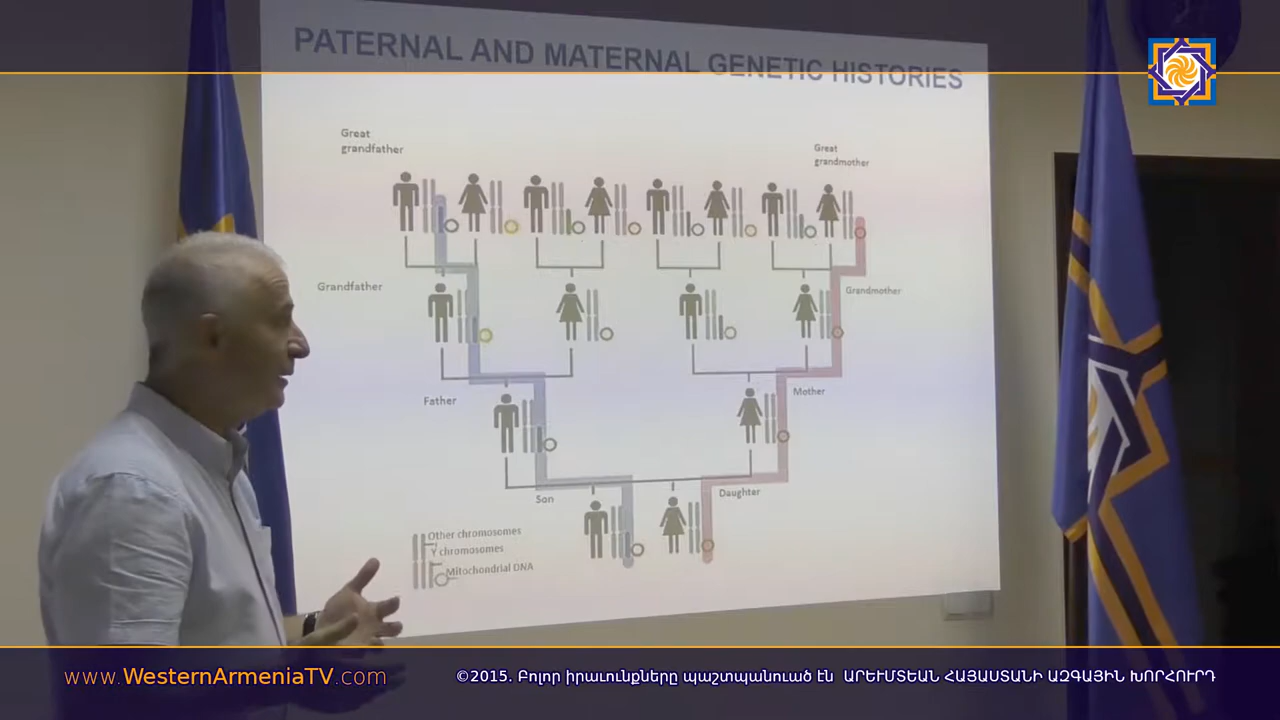 PATERNAL AND MATERNAL GENETIC HISTORIES
Great
grandfather
Great
grandmother
Grandfather
Grandmother
Father
Mother
Son
Daughter
Other chromosomes
Y chromosomes
Mitochondrial DNA
www.WesternArmeniaTV.com
©2015. Բոլոր իրաւունքները պաշտպանուած էն ԱՐԵՒՄՏԵԱՆ ՀԱՅԱՍՏԱՆԻ ԱԶԳԱՅԻՆ ԽՈՐՀՈՒՐԴ